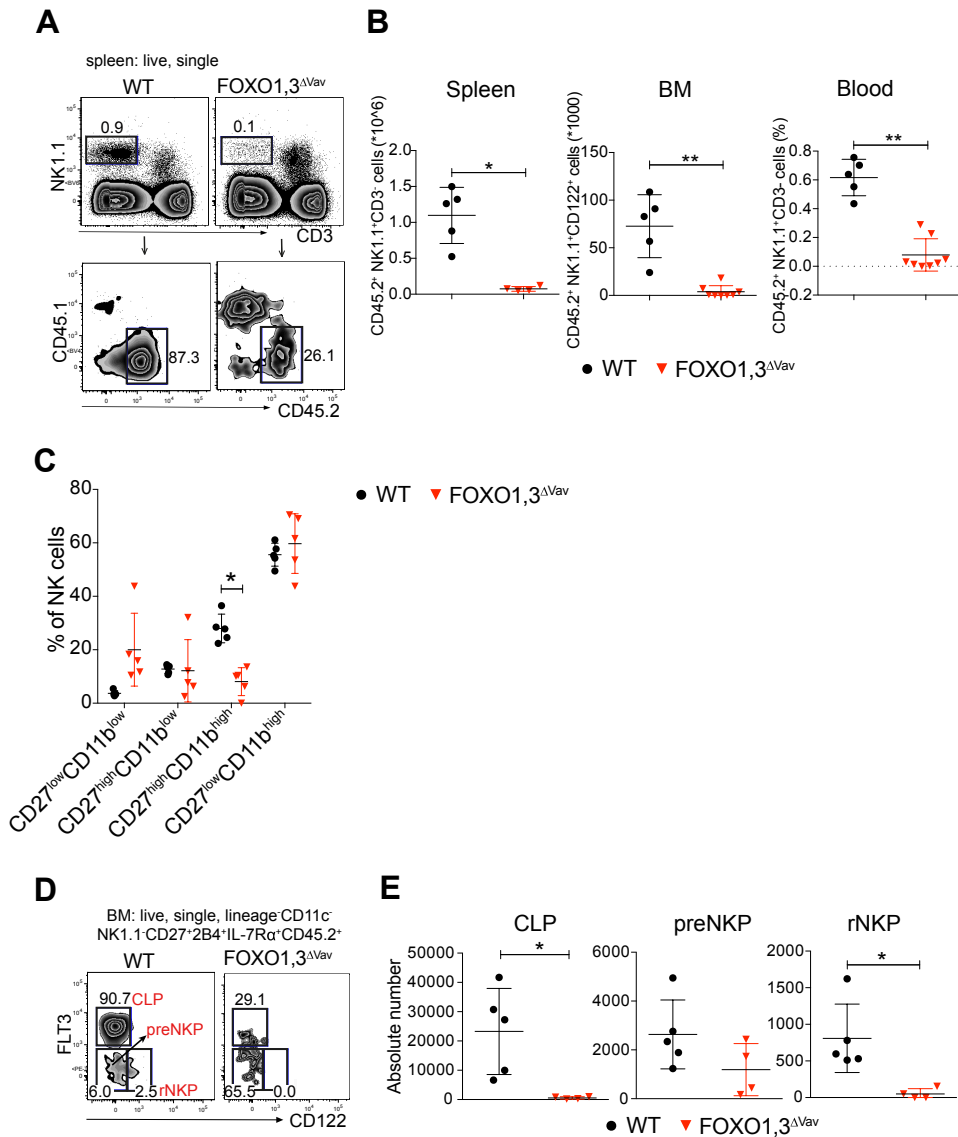 A
spleen: live, single
WT
FOXO1,3ΔVav
0.9
0.1
NK1.1
CD3
CD45.1
87.3
26.1
CD45.2
B
Spleen
BM
Blood
CD45.2+ NK1.1+CD3- cells (*10^6)
2.0
1.5
1.0
0.5
0.0
*
CD45.2+ NK1.1+CD122+ cells (*1000)
150
100
50
0
**
CD45.2+ NK1.1+CD3- cells (%)
0.8
0.6
0.4
0.2
0.0
-0.2
**
WT
FOXO1,3ΔVav
C
WT
FOXO1,3ΔVav
% of NK cells
80
60
40
20
0
*
CD27lowCD11blow
CD27highCD11blow
CD27highCD11bhigh
CD27lowCD11bhigh
D
BM: live, single, lineage-CD11c-
NK1.1-CD27+2B4+IL-7Rα+CD45.2+
WT
FOXO1,3ΔVav
90.7
CLP
29.1
preNKP
6.0
2.5
rNKP
65.5
0.0
FLT3
CD122
E
CLP
preNKP
rNKP
Absolute number
50000
40000
30000
20000
10000
0
*
6000
4000
2000
0
800
600
400
200
0
*
WT
FOXO1,3ΔVav